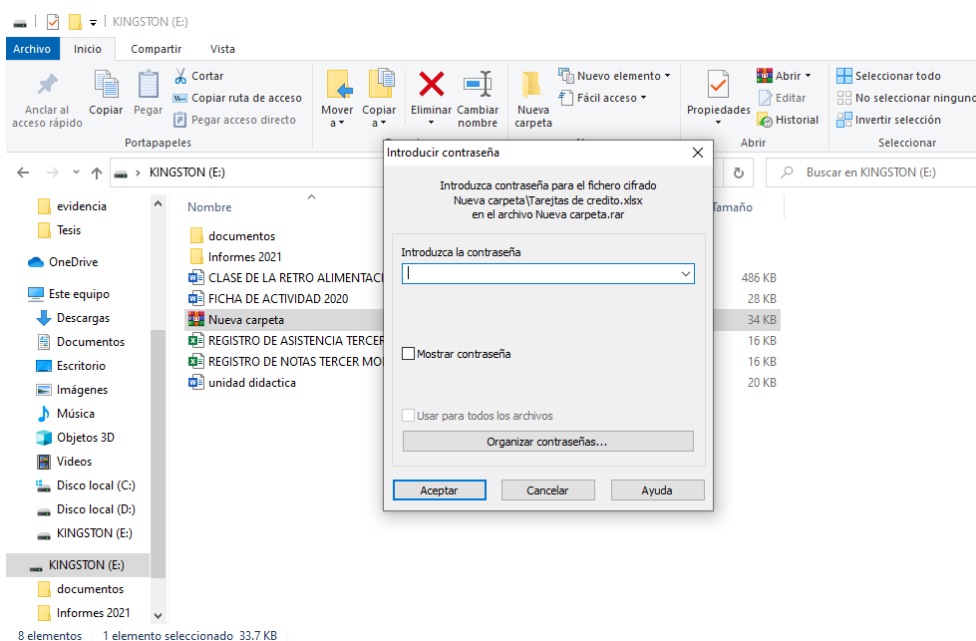 KINGSTON (E:)
Archivo Inicio Compartir Vista
Anclar al acceso rápido
Copiar
Pegar
Cortar
Copiar ruta de acceso
Pegar acceso directo
Portapapeles
Mover a
Copiar a
Eliminar
Cambiar nombre
Nueva carpeta
Nuevo elemento
Fácil acceso
Propiedades
Abrir
Editar
Historial
Abrir
Seleccionar todo
No seleccionar ninguno
Invertir selección
Seleccionar
KINGSTON (E:)
Buscar en KINGSTON (E:)
evidencia
Tesis
OneDrive
Este equipo
Descargas
Documentos
Escritorio
Imágenes
Música
Objetos 3D
Videos
Disco local (C:)
Disco local (D:)
KINGSTON (E:)
KINGSTON (E:)
documentos
Informes 2021
Nombre
Tamaño
documentos
Informes 2021
CLASE DE LA RETRO ALIMENTACI
486 KB
FICHA DE ACTIVIDAD 2020
28 KB
Nueva carpeta
34 KB
REGISTRO DE ASISTENCIA TERCER
16 KB
REGISTRO DE NOTAS TERCER MO
16 KB
unidad didactica
20 KB
Introducir contraseña
Introduzca contraseña para el fichero cifrado
Nueva carpeta\Tarejtas de credito.xlsx
en el archivo Nueva carpeta.rar
Introduzca la contraseña
Mostrar contraseña
Usar para todos los archivos
Organizar contraseñas...
Aceptar Cancelar Ayuda
8 elementos 1 elemento seleccionado 33.7 KB